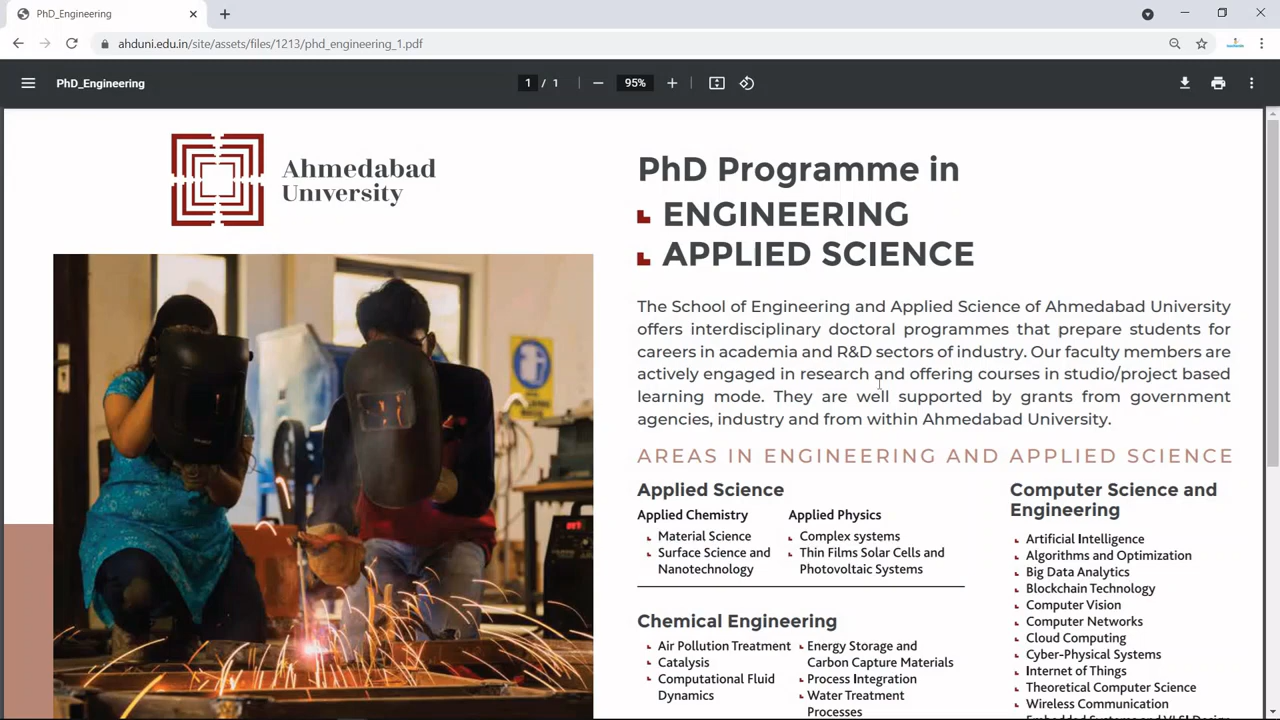 PhD_Engineering
ahduni.edu.in/site/assets/files/1213/phd_engineering_1.pdf
PhD_Engineering
1 / 1
95%
Ahmedabad
University
PhD Programme in
ENGINEERING
APPLIED SCIENCE
The School of Engineering and Applied Science of Ahmedabad University
offers interdisciplinary doctoral programmes that prepare students for
careers in academia and R&D sectors of industry. Our faculty members are
actively engaged in research and offering courses in studio/project based
learning mode. They are well supported by grants from government
agencies, industry and from within Ahmedabad University.
AREAS IN ENGINEERING AND APPLIED SCIENCE
Applied Science
Applied Chemistry
Material Science
Surface Science and
Nanotechnology
Applied Physics
Complex systems
Thin Films Solar Cells and
Photovoltaic Systems
Chemical Engineering
Air Pollution Treatment
Catalysis
Computational Fluid
Dynamics
Energy Storage and
Carbon Capture Materials
Process Integration
Water Treatment
Processes
Computer Science and
Engineering
Artificial Intelligence
Algorithms and Optimization
Big Data Analytics
Blockchain Technology
Computer Vision
Computer Networks
Cloud Computing
Cyber-Physical Systems
Internet of Things
Theoretical Computer Science
Wireless Communication
Embedded Systems and VLSI Design